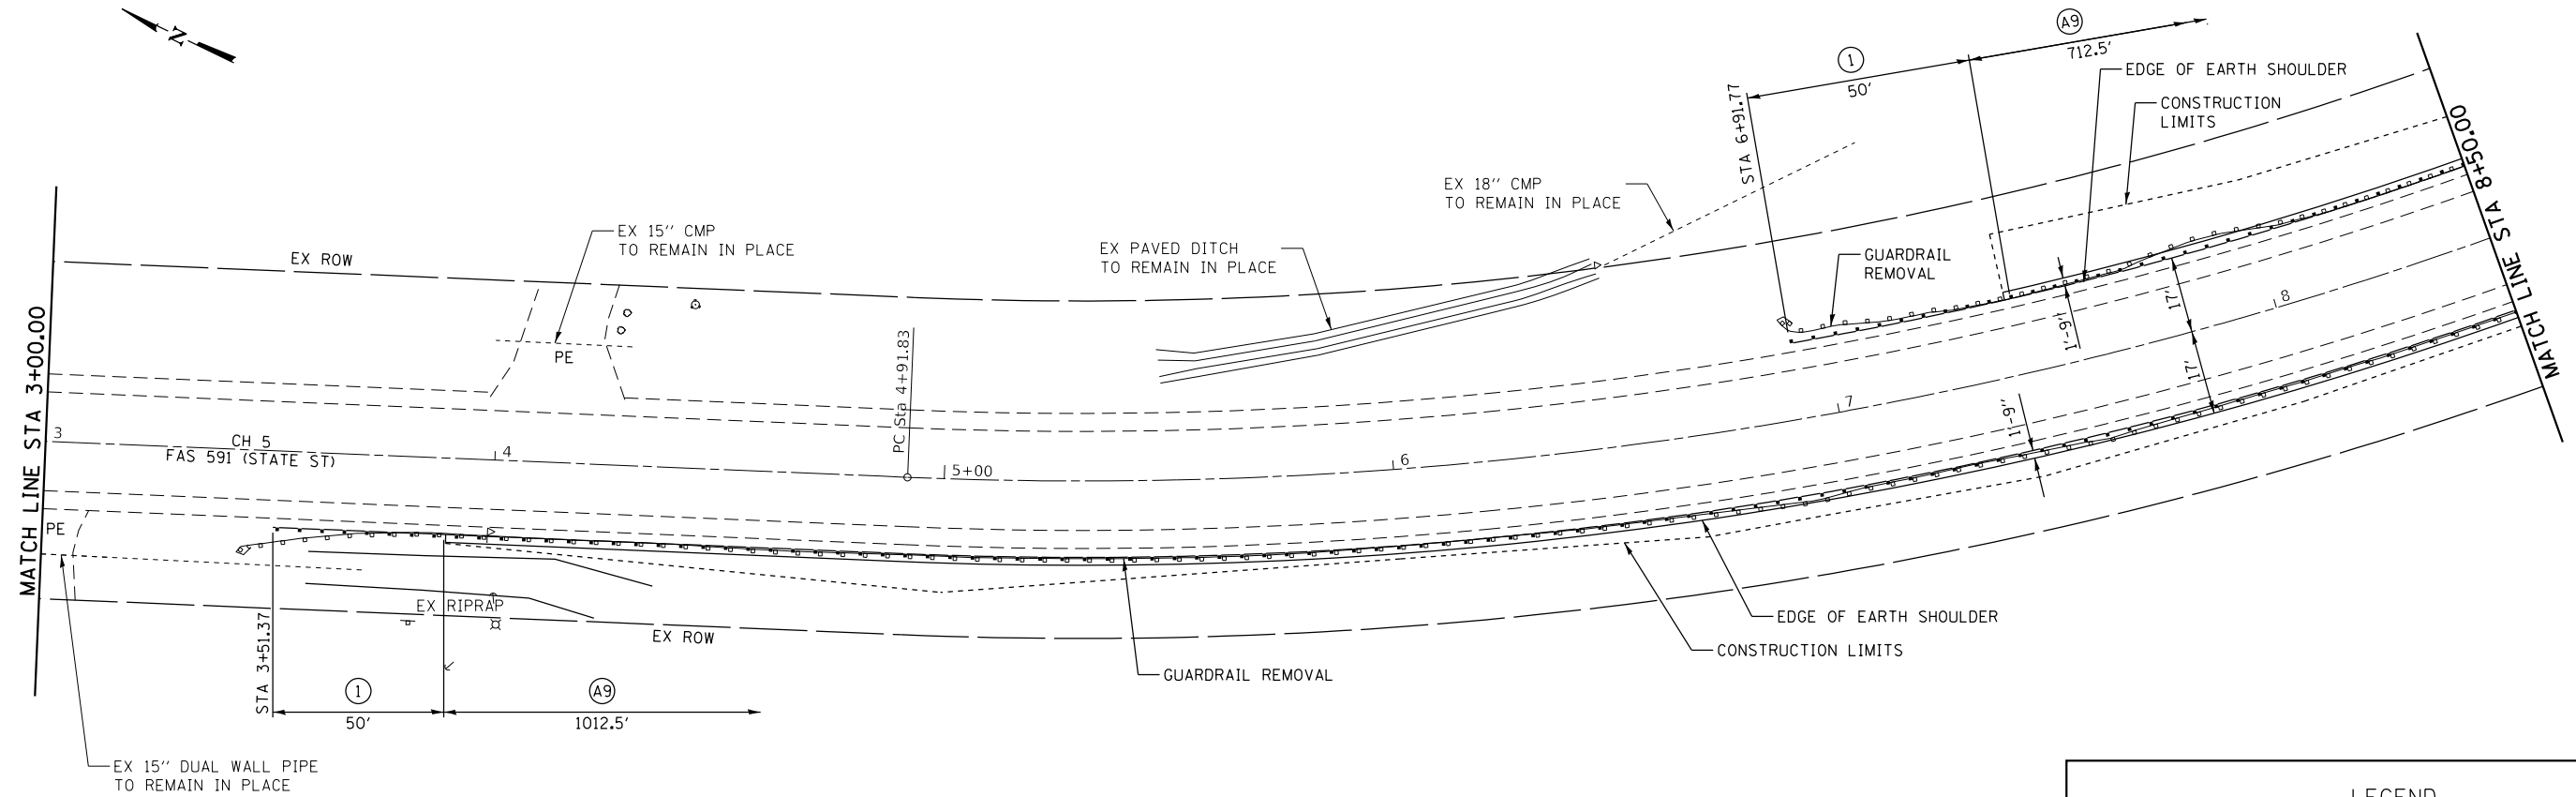 N
A9
712.5'
1
50'
EDGE OF EARTH SHOULDER
CONSTRUCTION
LIMITS
STA 6+91.77
MATCH LINE STA 8+50.00
EX 18'' CMP
TO REMAIN IN PLACE
EX 15'' CMP
TO REMAIN IN PLACE
EX PAVED DITCH
TO REMAIN IN PLACE
GUARDRAIL
REMOVAL
EX ROW
PE
MATCH LINE STA 3+00.00
PC Sta 4+91.83
1'-9''
17'
8
17'
7
1'-9''
3
CH 5
FAS 591 (STATE ST)
4
5+00
6
PE
EX RIPRAP
EX ROW
STA 3+51.37
EDGE OF EARTH SHOULDER
CONSTRUCTION LIMITS
GUARDRAIL REMOVAL
1
50'
A9
1012.5'
EX 15'' DUAL WALL PIPE
TO REMAIN IN PLACE
LEGEND